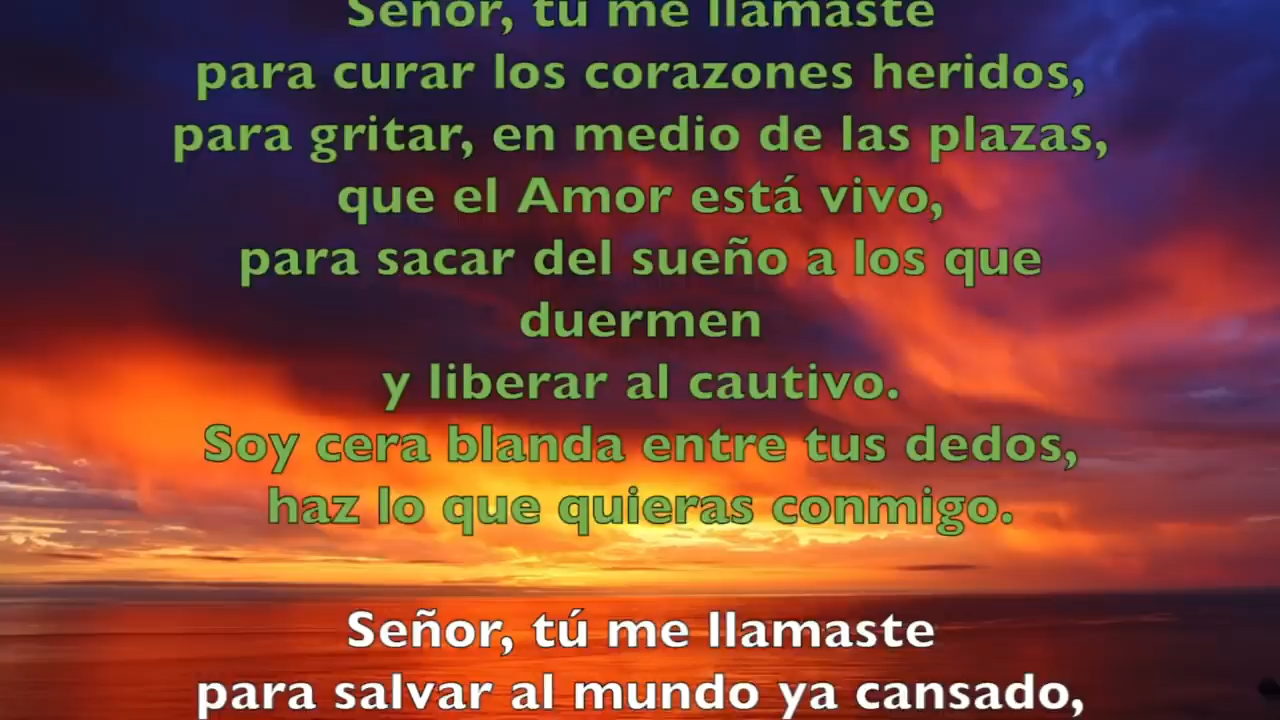 Señor, tú me llamaste
para curar los corazones heridos,
para gritar, en medio de las plazas,
que el Amor está vivo,
para sacar del sueño a los que
duermen
y liberar al cautivo.
Soy cera blanda entre tus dedos,
haz lo que quieras conmigo.
Señor, tú me llamaste
para salvar al mundo ya cansado,